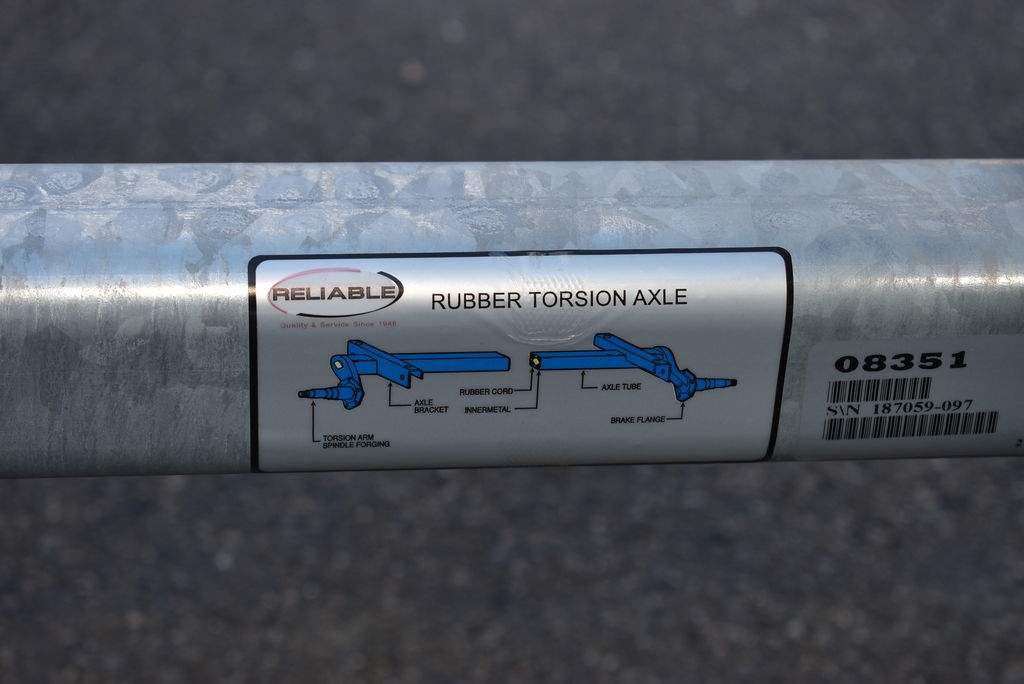 RELIABLE
Quality & Service Since 1946
RUBBER TORSION AXLE
TORSION ARM
SPINDLE FORGING
AXLE
BRACKET
RUBBER CORD
INNERMETAL
AXLE TUBE
BRAKE FLANGE
08351
S\N 187059-097
2